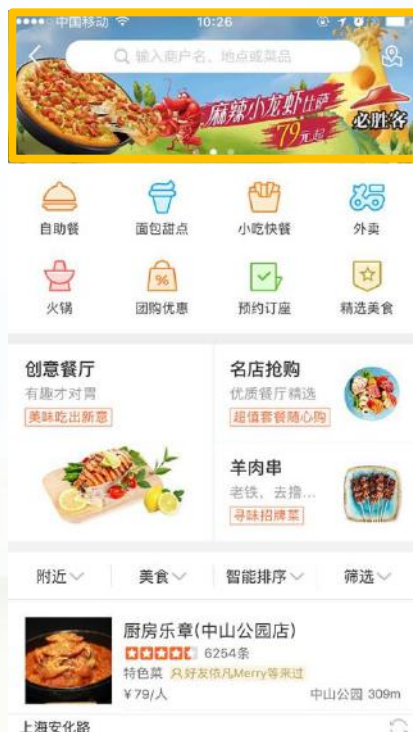 中国移动 10:26
输入商户名、地点或菜品
麻辣小龙虾比萨
79元起
必胜客
自助餐 面包甜点 小吃快餐 外卖
火锅 团购优惠 预约订座 精选美食
创意餐厅
有趣才对胃
美味吃出新意
名店抢购
优质餐厅精选
超值套餐随心购
羊肉串
老铁，去撸...
寻味招牌菜
附近 美食 智能排序 筛选
厨房乐章(中山公园店)
6254条
特色菜 好友依凡Merry等来过
¥79/人 中山公园 309m
上海安化路